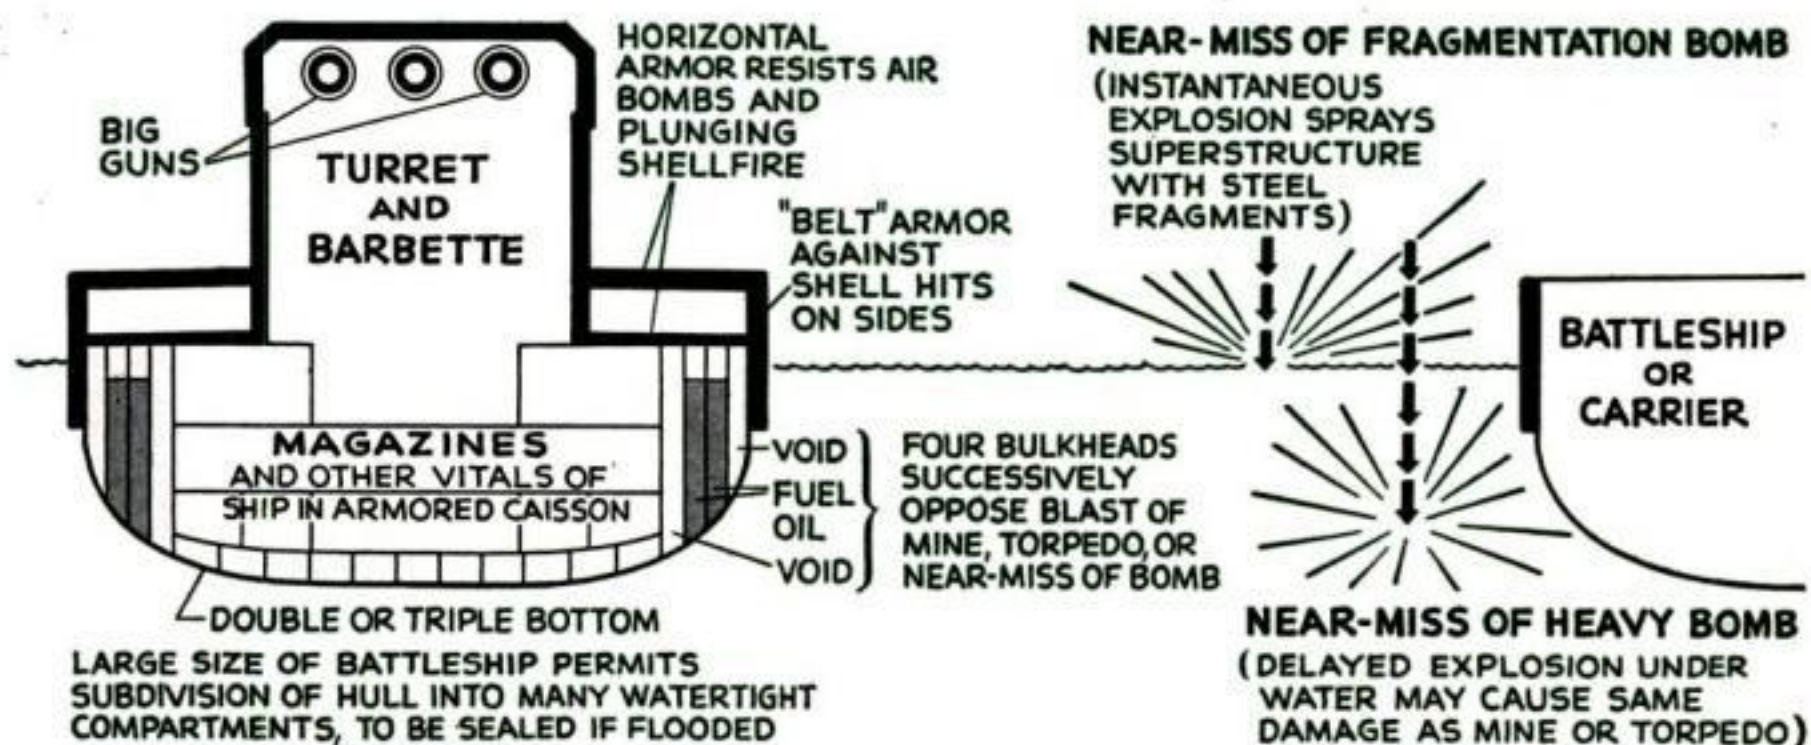 BIG
GUNS
TURRET
AND
BARBETTE
HORIZONTAL
ARMOR RESISTS AIR
BOMBS AND
PLUNGING
SHELLFIRE
"BELT" ARMOR
AGAINST
SHELL HITS
ON SIDES
MAGAZINES
AND OTHER VITALS OF
SHIP IN ARMORED CAISSON
VOID
FUEL
OIL
VOID
FOUR BULKHEADS
SUCCESSIVELY
OPPOSE BLAST OF
MINE, TORPEDO, OR
NEAR-MISS OF BOMB
DOUBLE OR TRIPLE BOTTOM
LARGE SIZE OF BATTLESHIP PERMITS
SUBDIVISION OF HULL INTO MANY WATERTIGHT
COMPARTMENTS, TO BE SEALED IF FLOODED
NEAR-MISS OF FRAGMENTATION BOMB
(INSTANTANEOUS
EXPLOSION SPRAYS
SUPERSTRUCTURE
WITH STEEL
FRAGMENTS)
BATTLESHIP
OR
CARRIER
NEAR-MISS OF HEAVY BOMB
(DELAYED EXPLOSION UNDER
WATER MAY CAUSE SAME
DAMAGE AS MINE OR TORPEDO)